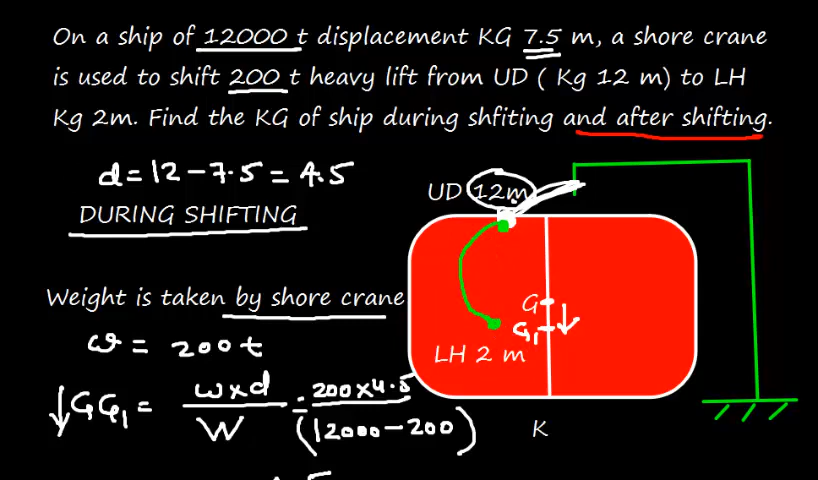 On a ship of 12000 t displacement KG 7.5 m, a shore crane
is used to shift 200 t heavy lift from UD ( Kg 12 m) to LH
Kg 2m. Find the KG of ship during shfiting and after shifting.
d = 12 - 7.5 = 4.5
DURING SHIFTING
UD 12m
Weight is taken by shore crane
G
G₁
w = 200t
LH 2 m
↓GG₁ = w x d / W = 200 x 4.5 / (12000 - 200)
K